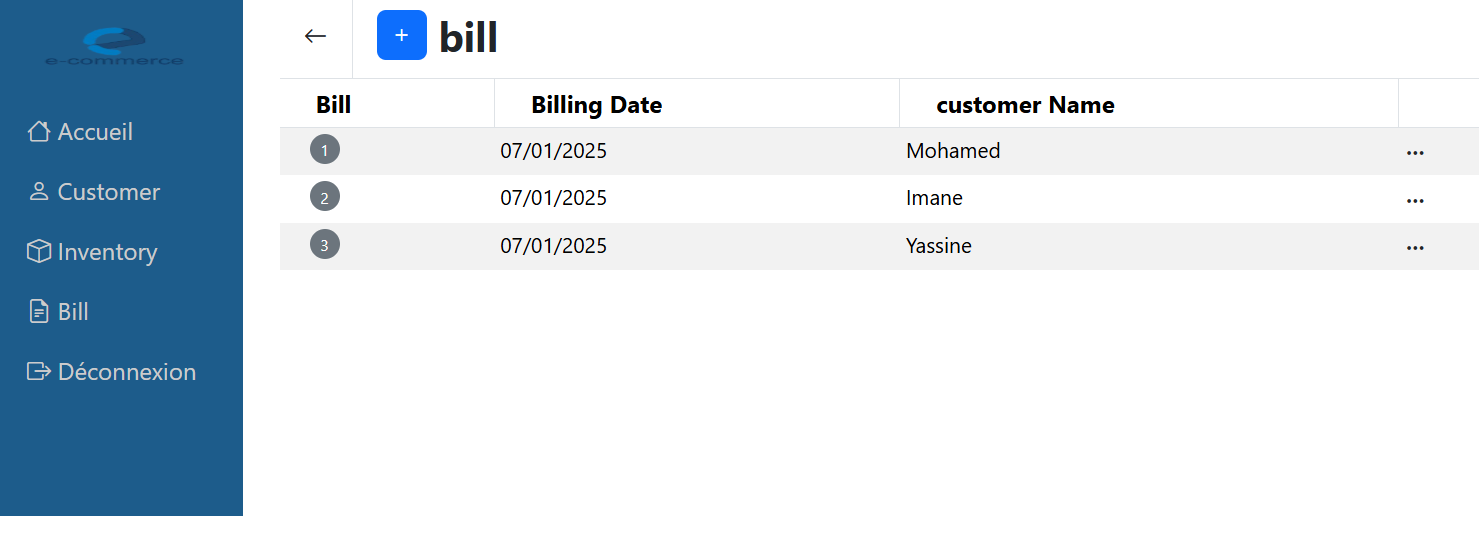 e-commerce
Accueil
Customer
Inventory
Bill
Déconnexion
+ bill
Bill Billing Date customer Name
1 07/01/2025 Mohamed ...
2 07/01/2025 Imane ...
3 07/01/2025 Yassine ...